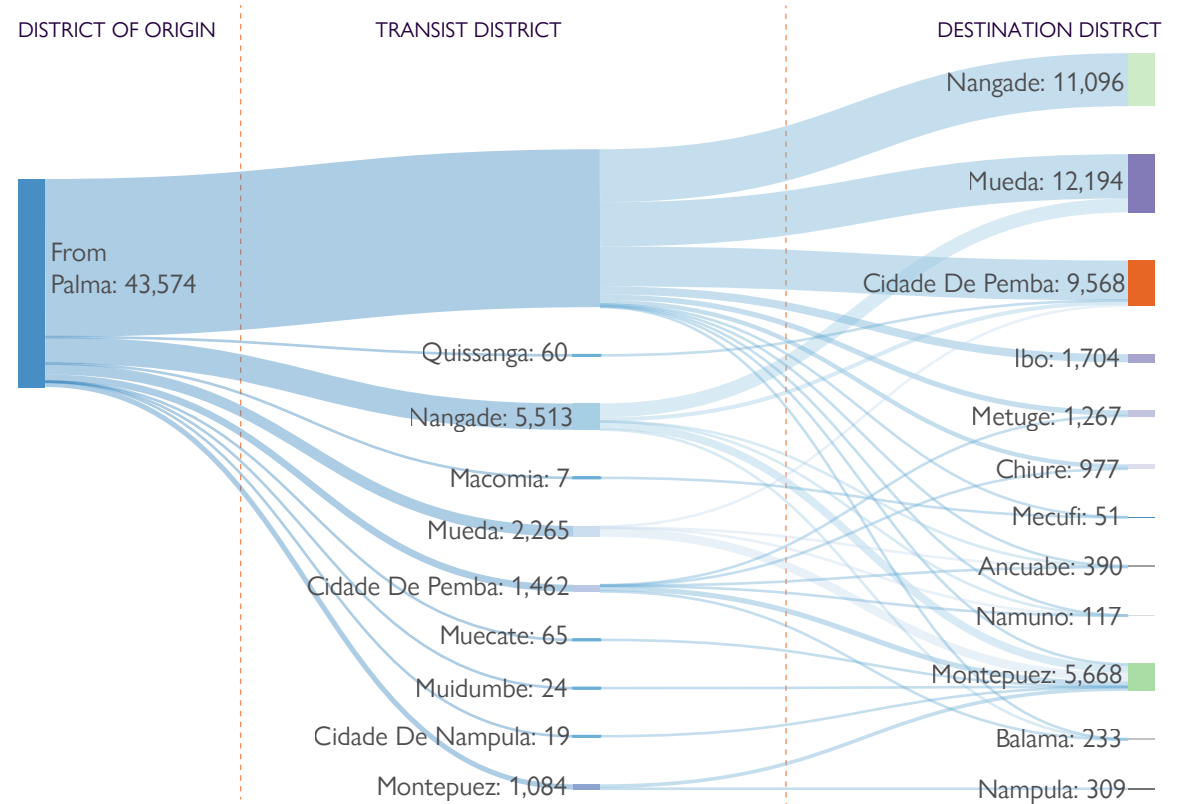 DISTRICT OF ORIGIN
TRANSIST DISTRICT
DESTINATION DISTRCT
From
Palma: 43,574
Quissanga: 60
Nangade: 5,513
Macomia: 7
Mueda: 2,265
Cidade De Pemba: 1,462
Muecate: 65
Muidumbe: 24
Cidade De Nampula: 19
Montepuez: 1,084
Nangade: 11,096
Mueda: 12,194
Cidade De Pemba: 9,568
Ibo: 1,704
Metuge: 1,267
Chiure: 977
Mecufi: 51
Ancuabe: 390
Namuno: 117
Montepuez: 5,668
Balama: 233
Nampula: 309